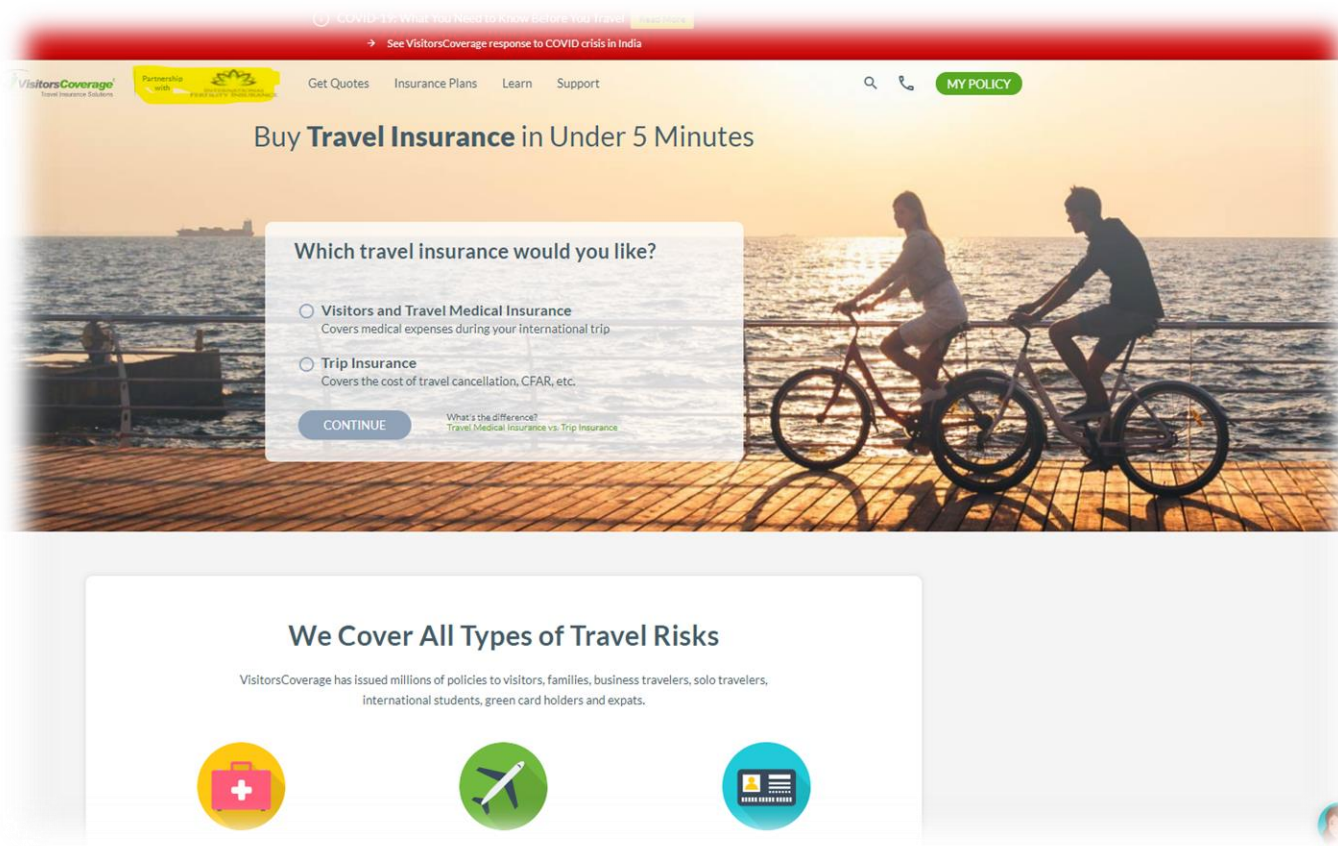 COVID-19: What You Need to Know Before You Travel Read More
→ See VisitorsCoverage response to COVID crisis in India
VisitorsCoverage
Travel Insurance Solutions
Partnership
with
INTERNATIONAL
FERTILITY INSURANCE
Get Quotes Insurance Plans Learn Support MY POLICY
Buy Travel Insurance in Under 5 Minutes
Which travel insurance would you like?
Visitors and Travel Medical Insurance
Covers medical expenses during your international trip
Trip Insurance
Covers the cost of travel cancellation, CFAR, etc.
CONTINUE
What's the difference?
Travel Medical Insurance vs. Trip Insurance
We Cover All Types of Travel Risks
VisitorsCoverage has issued millions of policies to visitors, families, business travelers, solo travelers,
international students, green card holders and expats.